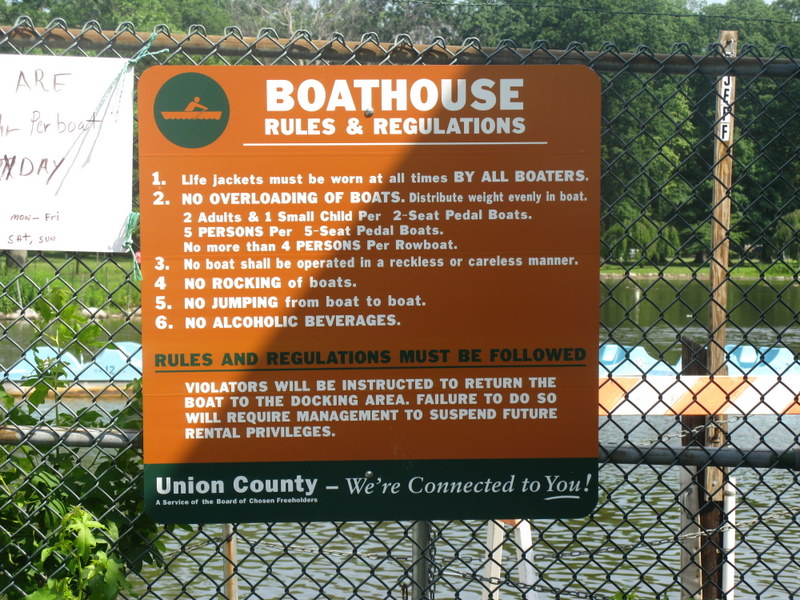 ARE
Per boat
DAY
MON - Fri
SAT, SUN
BOATHOUSE
RULES & REGULATIONS
1. Life jackets must be worn at all times BY ALL BOATERS.
2. NO OVERLOADING OF BOATS. Distribute weight evenly in boat.
2 Adults & 1 Small Child Per 2-Seat Pedal Boats.
5 PERSONS Per 5-Seat Pedal Boats.
No more than 4 PERSONS Per Rowboat.
3. No boat shall be operated in a reckless or careless manner.
4 NO ROCKING of boats.
5. NO JUMPING from boat to boat.
6. NO ALCOHOLIC BEVERAGES.
RULES AND REGULATIONS MUST BE FOLLOWED
VIOLATORS WILL BE INSTRUCTED TO RETURN THE
BOAT TO THE DOCKING AREA. FAILURE TO DO SO
WILL REQUIRE MANAGEMENT TO SUSPEND FUTURE
RENTAL PRIVILEGES.
Union County – We're Connected to You!
A Service of the Board of Chosen Freeholders
JEFF
12